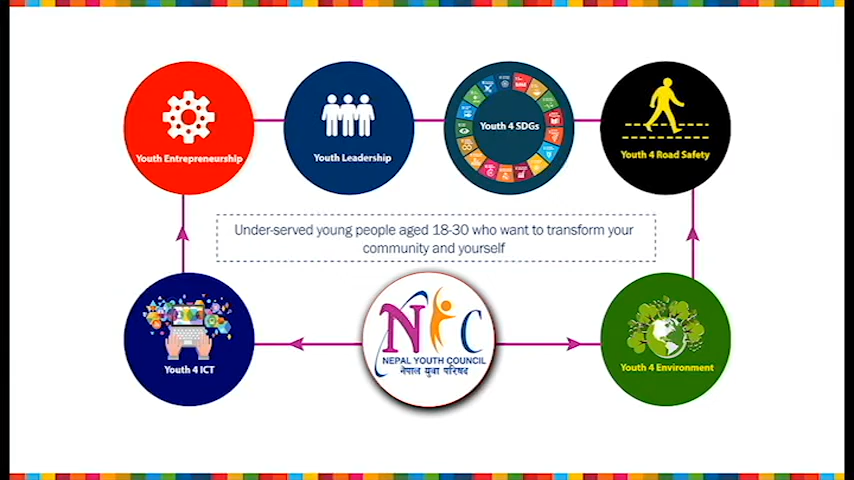 Youth Entrepreneurship
Youth Leadership
Youth 4 SDGs
Youth 4 Road Safety
Under-served young people aged 18-30 who want to transform your
community and yourself
Youth 4 ICT
NYC
NEPAL YOUTH COUNCIL
नेपाल युवा परिषद
Youth 4 Environment